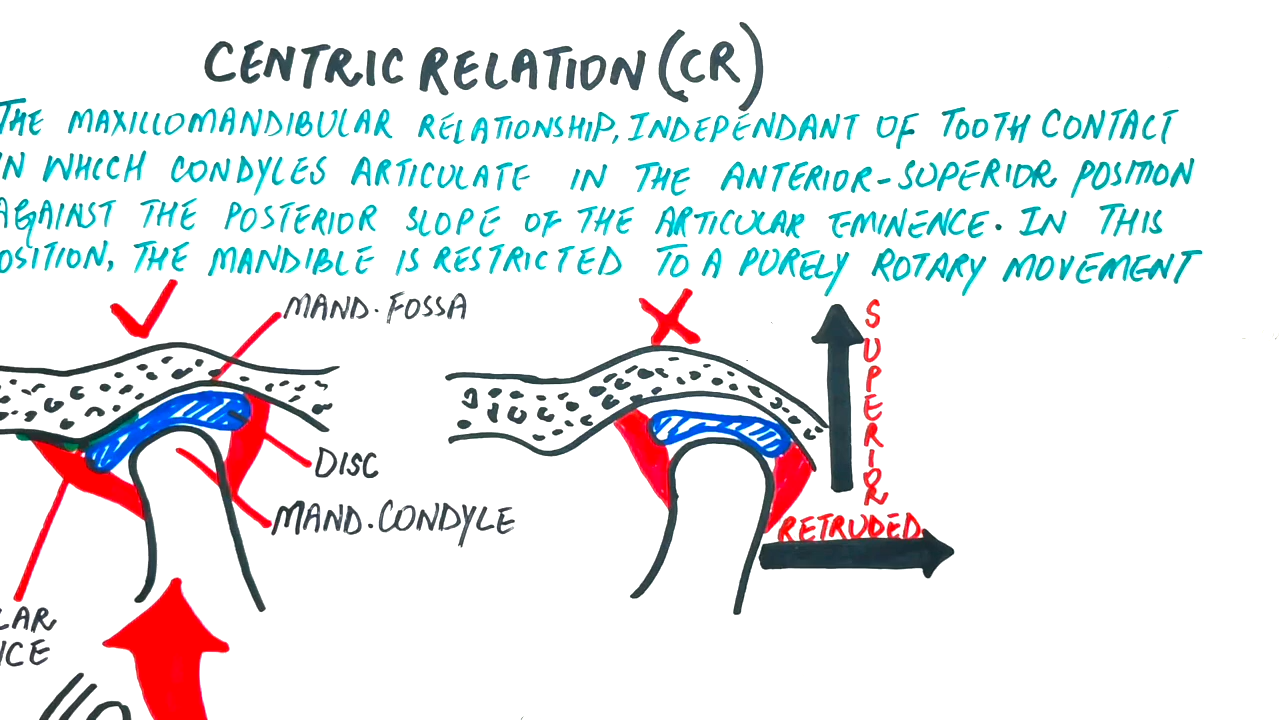 CENTRIC RELATION (CR)
THE MAXILLOMANDIBULAR RELATIONSHIP, INDEPENDANT OF TOOTH CONTACT
IN WHICH CONDYLES ARTICULATE IN THE ANTERIOR-SUPERIOR POSITION
AGAINST THE POSTERIOR SLOPE OF THE ARTICULAR EMINENCE. IN THIS
OSITION, THE MANDIBLE IS RESTRICTED TO A PURELY ROTARY MOVEMENT
MAND. FOSSA
DISC
MAND. CONDYLE
SUPERIOR
RETRUDED
LAR
NCE